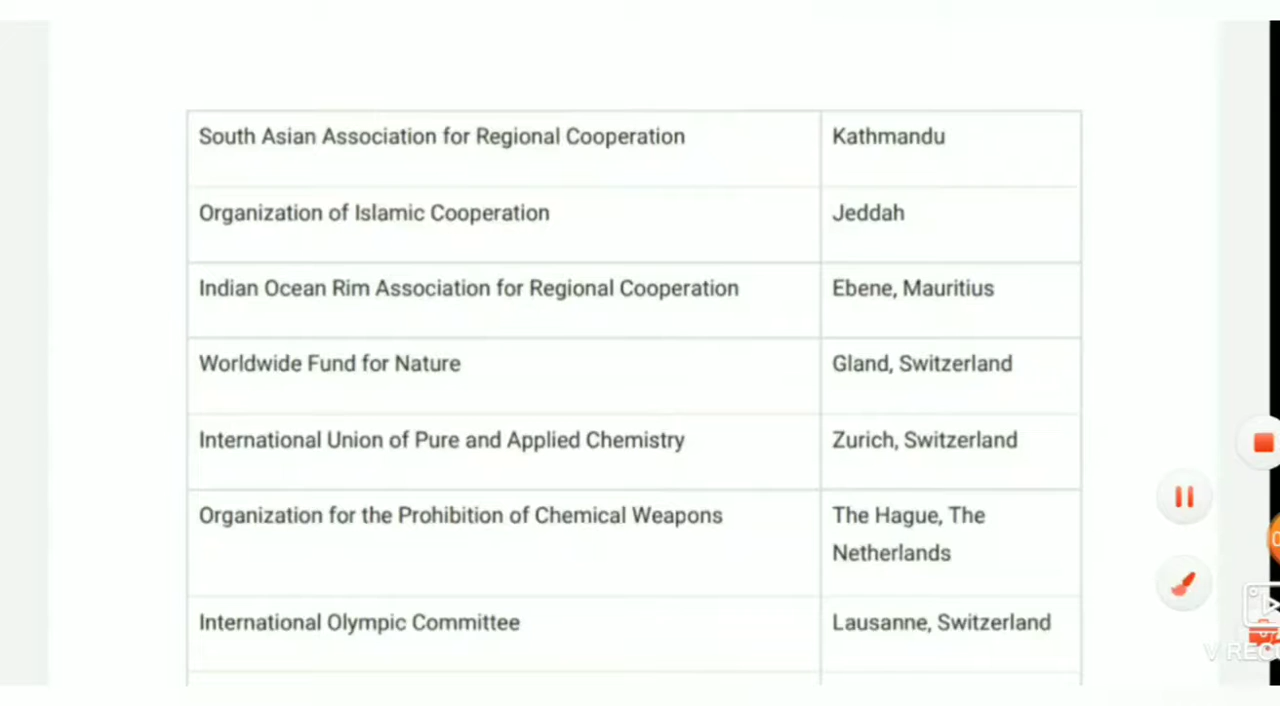 South Asian Association for Regional Cooperation Kathmandu
Organization of Islamic Cooperation Jeddah
Indian Ocean Rim Association for Regional Cooperation Ebene, Mauritius
Worldwide Fund for Nature Gland, Switzerland
International Union of Pure and Applied Chemistry Zurich, Switzerland
Organization for the Prohibition of Chemical Weapons The Hague, The
Netherlands
International Olympic Committee Lausanne, Switzerland